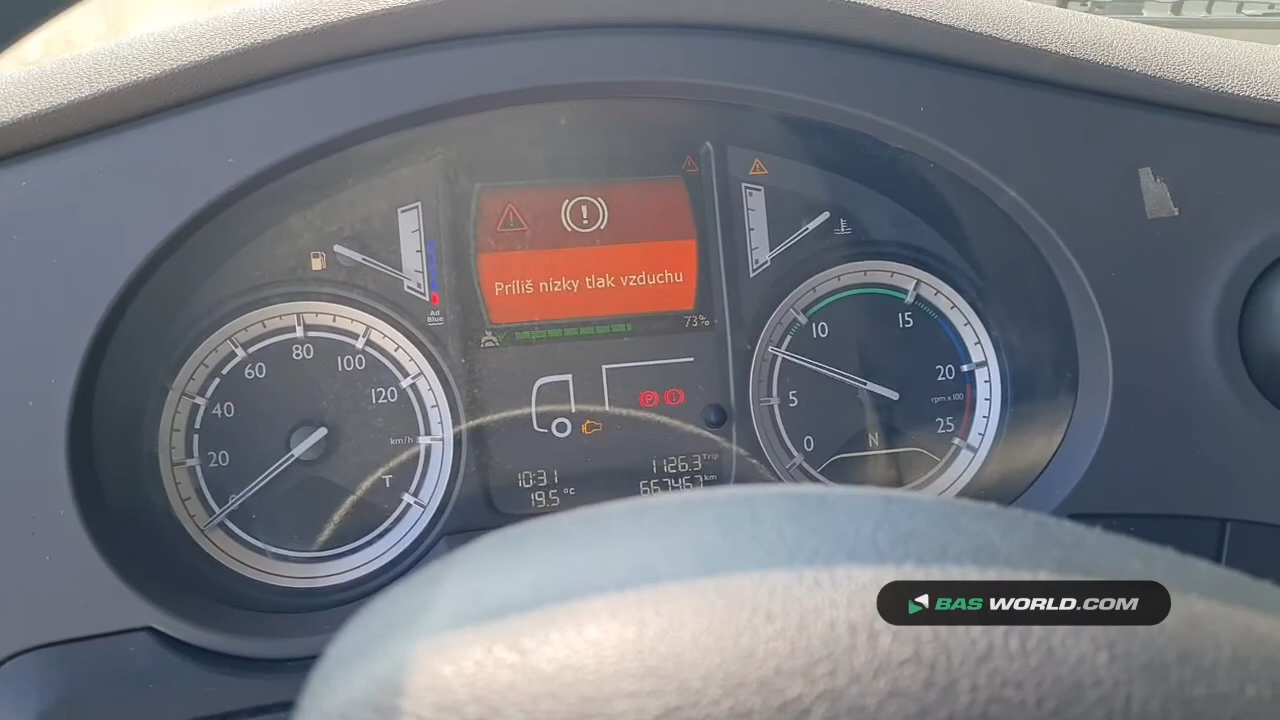 Príliš nízky tlak vzduchu
73%
Ad
Blue
20
40
60
80
100
120
km/h
T
0
5
10
15
20
25
rpm x 100
N
P
10:31
19.5 °C
1126.3 Trip
667467 km
BAS WORLD.COM